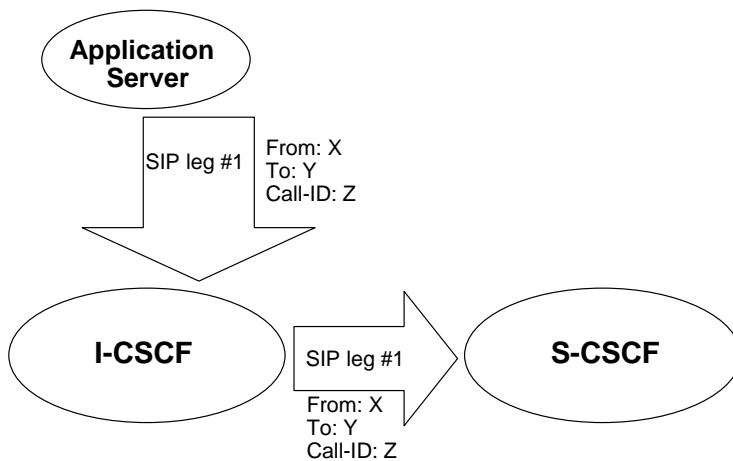 Application
Server
SIP leg #1
From: X
To: Y
Call-ID: Z
I-CSCF
SIP leg #1
From: X
To: Y
Call-ID: Z
S-CSCF